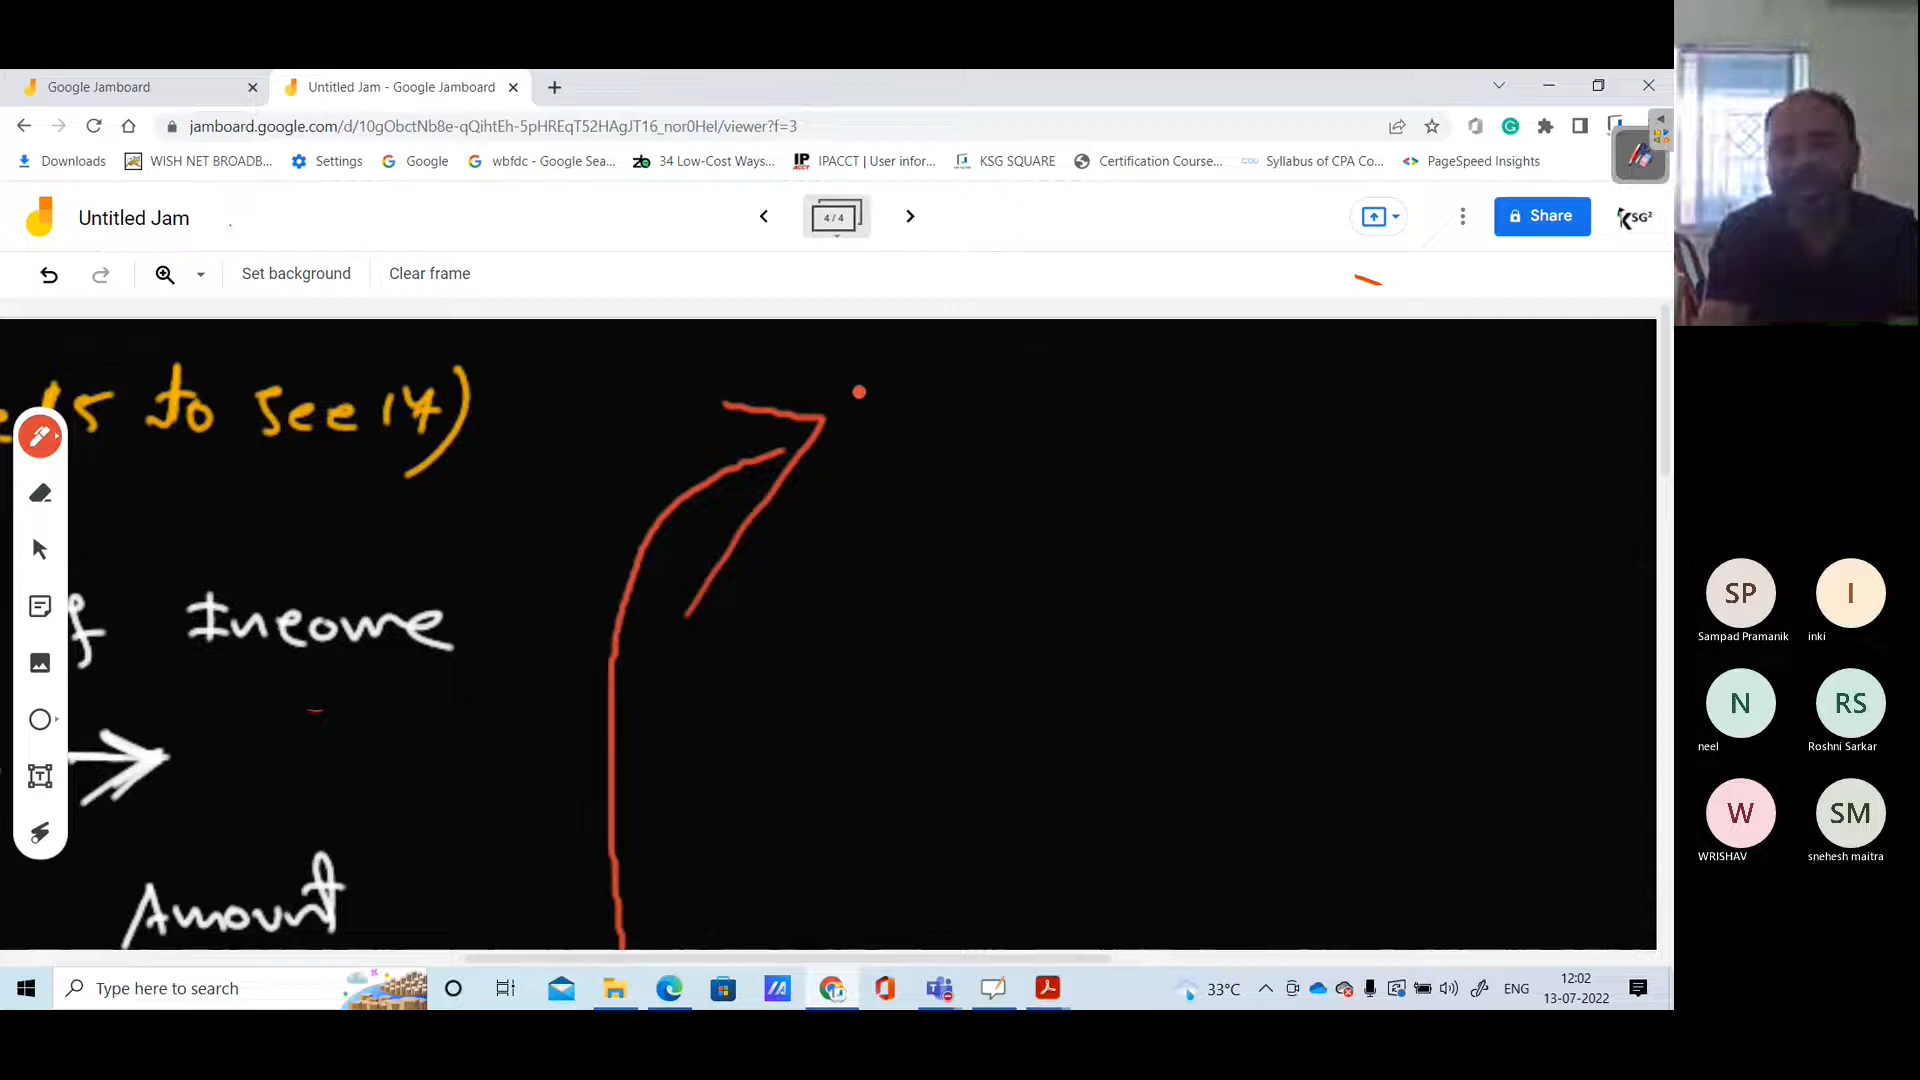 Google Jamboard
Untitled Jam - Google Jamboard
jamboard.google.com/d/10gObctNb8e-qQihtEh-5pHREqT52HAgJT16_nor0HeI/viewer?f=3
Downloads WISH NET BROADB... Settings Google wbfdc - Google Sea... 34 Low-Cost Ways... IPACCT | User infor... KSG SQUARE Certification Course... Syllabus of CPA Co... PageSpeed Insights
Untitled Jam
4 / 4
Share
KSG²
Set background Clear frame
15 to see 14)
f Income
Amount
SP
Sampad Pramanik
I
inki
N
neel
RS
Roshni Sarkar
W
WRISHAV
SM
snehesh maitra
Type here to search
33°C
ENG
12:02
13-07-2022